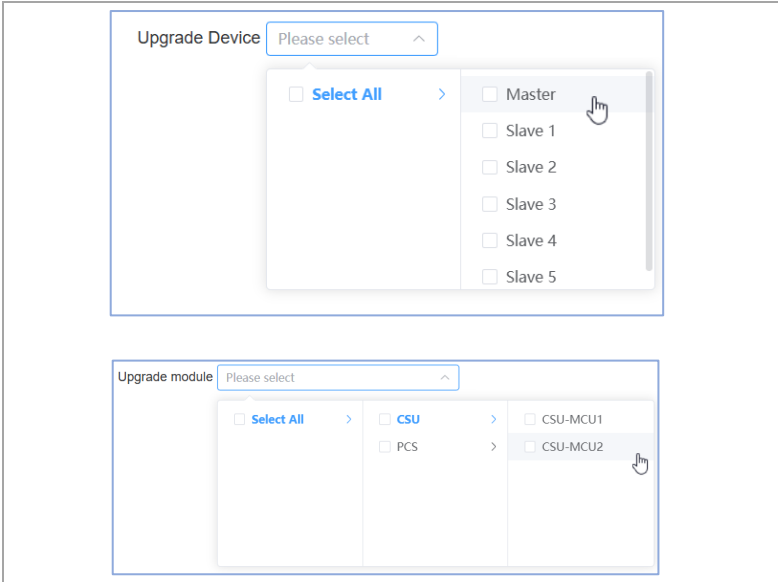 Upgrade Device Please select
Select All Master
Slave 1
Slave 2
Slave 3
Slave 4
Slave 5
Upgrade module Please select
Select All CSU CSU-MCU1
PCS CSU-MCU2